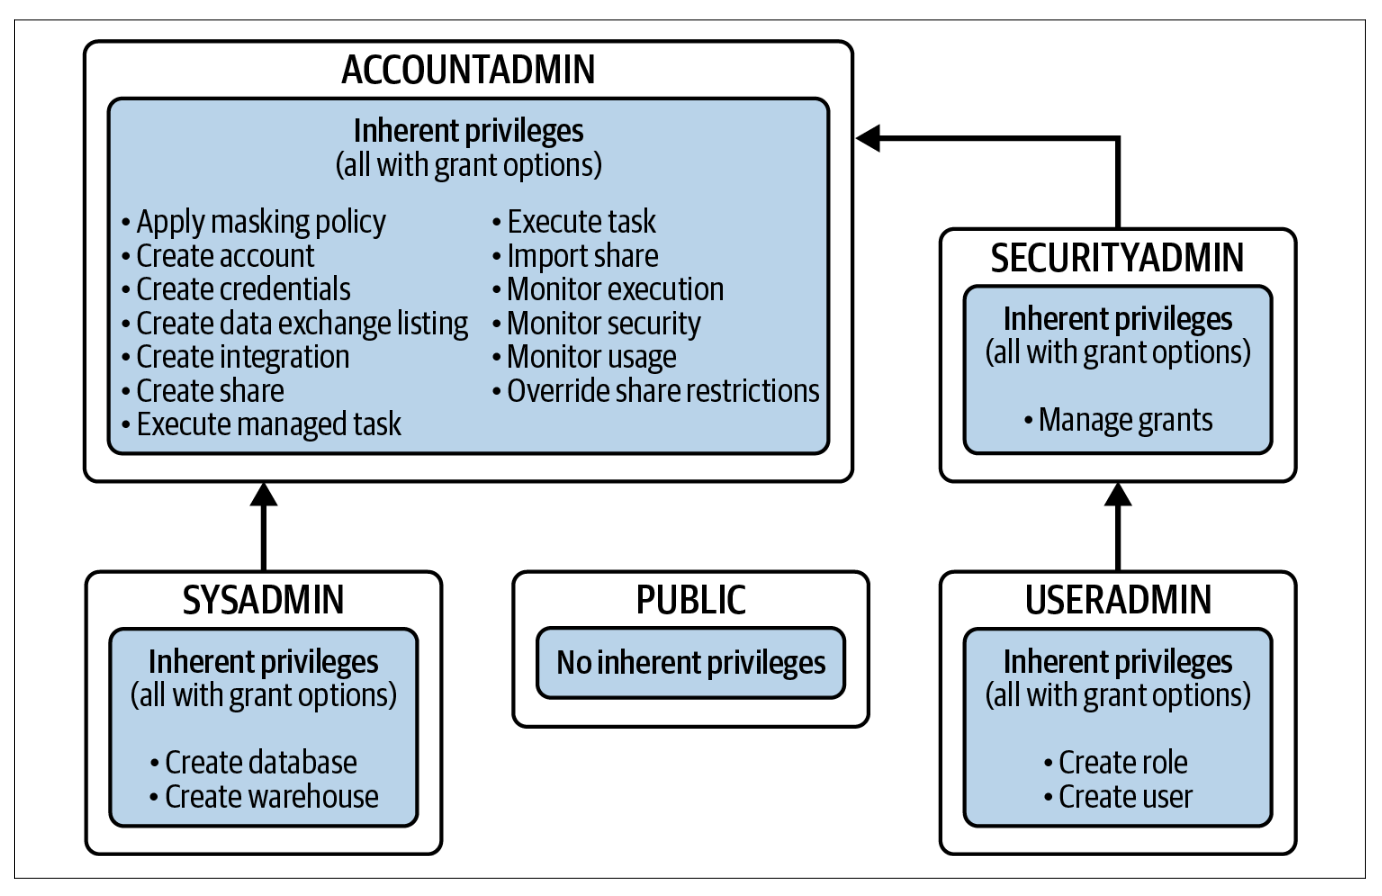 ACCOUNTADMIN
Inherent privileges
(all with grant options)
• Apply masking policy
• Create account
• Create credentials
• Create data exchange listing
• Create integration
• Create share
• Execute managed task
• Execute task
• Import share
• Monitor execution
• Monitor security
• Monitor usage
• Override share restrictions
SECURITYADMIN
Inherent privileges
(all with grant options)
• Manage grants
SYSADMIN
Inherent privileges
(all with grant options)
• Create database
• Create warehouse
PUBLIC
No inherent privileges
USERADMIN
Inherent privileges
(all with grant options)
• Create role
• Create user